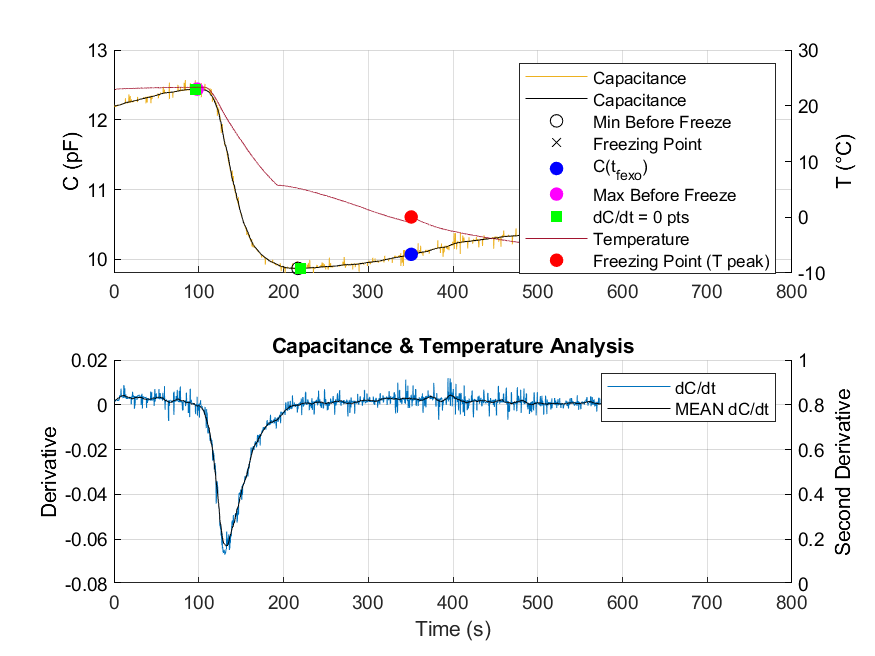 13
12
11
10
C (pF)
30
20
10
0
-10
T (°C)
Capacitance
Capacitance
Min Before Freeze
Freezing Point
C(t_fexo)
Max Before Freeze
dC/dt = 0 pts
Temperature
Freezing Point (T peak)
0 100 200 300 400 500 600 700 800
Capacitance & Temperature Analysis
0.02
0
-0.02
-0.04
-0.06
-0.08
Derivative
dC/dt
MEAN dC/dt
1
0.8
0.6
0.4
0.2
0
Second Derivative
0 100 200 300 400 500 600 700 800
Time (s)